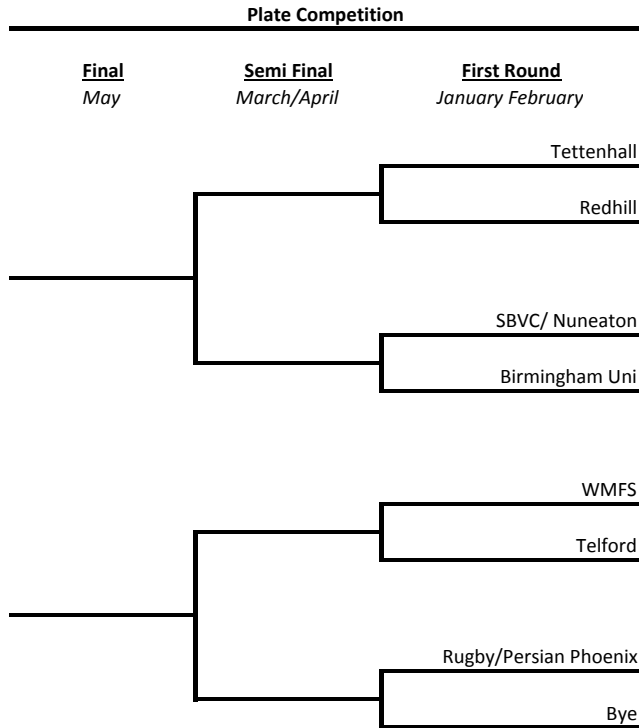 Plate Competition
Final Semi Final First Round
May March/April January February
Tettenhall
Redhill
SBVC/ Nuneaton
Birmingham Uni
WMFS
Telford
Rugby/Persian Phoenix
Bye